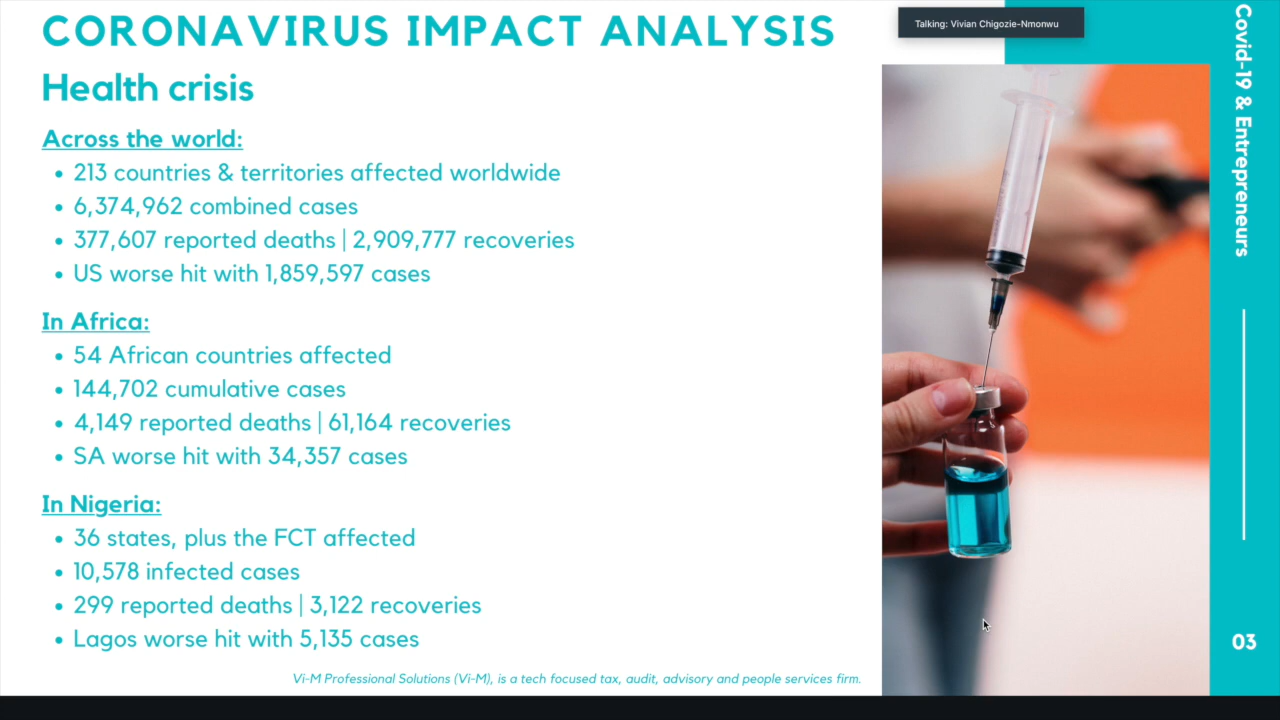 CORONAVIRUS IMPACT ANALYSIS
Health crisis
Across the world:
• 213 countries & territories affected worldwide
• 6,374,962 combined cases
• 377,607 reported deaths | 2,909,777 recoveries
• US worse hit with 1,859,597 cases
In Africa:
• 54 African countries affected
• 144,702 cumulative cases
• 4,149 reported deaths | 61,164 recoveries
• SA worse hit with 34,357 cases
In Nigeria:
• 36 states, plus the FCT affected
• 10,578 infected cases
• 299 reported deaths | 3,122 recoveries
• Lagos worse hit with 5,135 cases
Vi-M Professional Solutions (Vi-M), is a tech focused tax, audit, advisory and people services firm.
Talking: Vivian Chigozie-Nmonwu
Covid-19 & Entrepreneurs
03